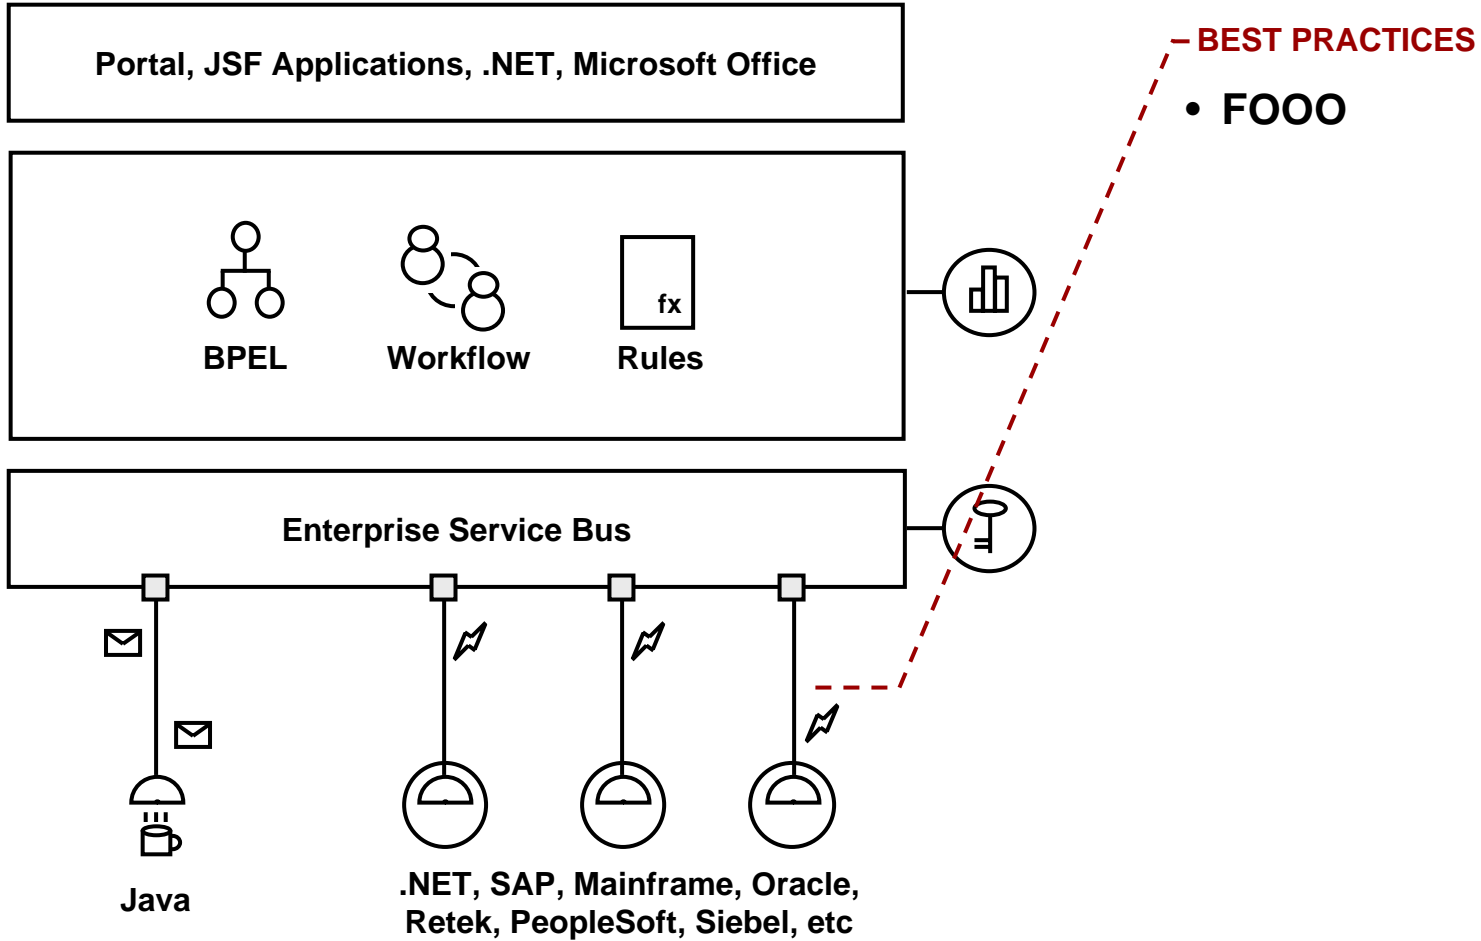 Portal, JSF Applications, .NET, Microsoft Office
– BEST PRACTICES
• FOOO
fx
BPEL
Workflow
Rules
Enterprise Service Bus
Java
.NET, SAP, Mainframe, Oracle,
Retek, PeopleSoft, Siebel, etc